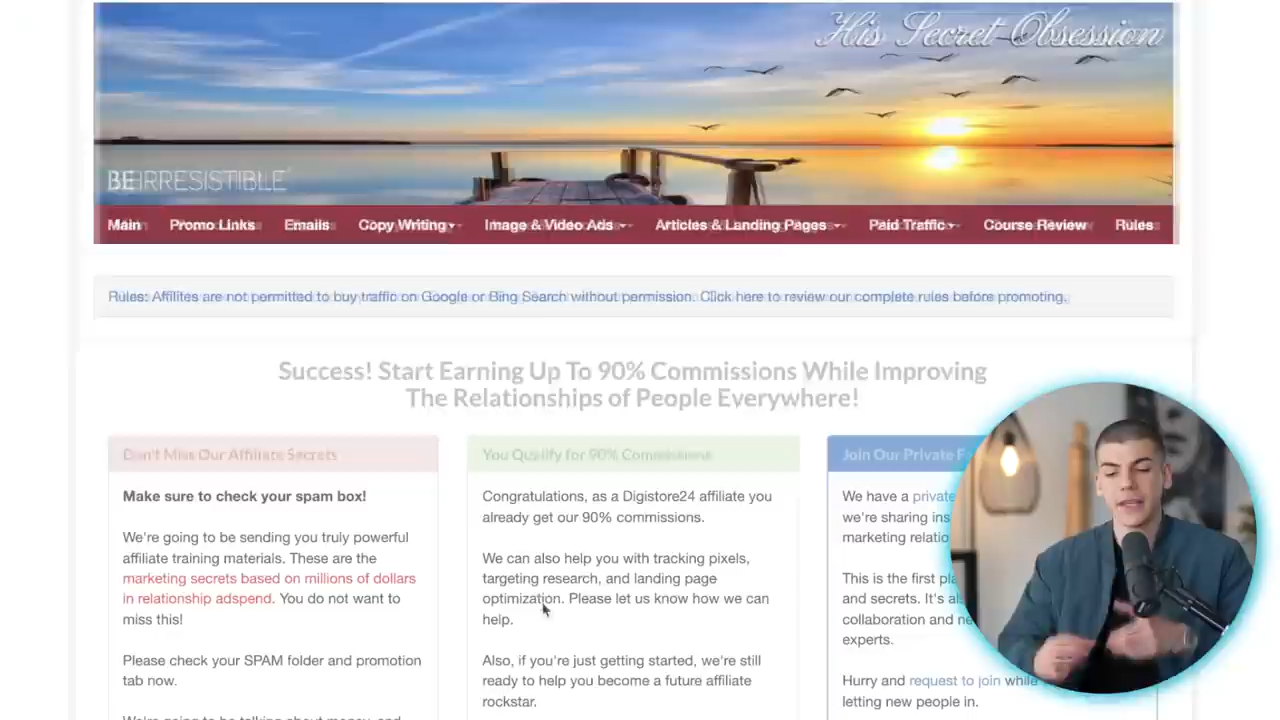 His Secret Obsession
BEIRRESISTIBLE
Main Promo Links Emails Copy Writing Image & Video Ads Articles & Landing Pages Paid Traffic Course Review Rules
Rules: Affilites are not permitted to buy traffic on Google or Bing Search without permission. Click here to review our complete rules before promoting.
Success! Start Earning Up To 90% Commissions While Improving
The Relationships of People Everywhere!
Don't Miss Our Affiliate Secrets
Make sure to check your spam box!
We're going to be sending you truly powerful
affiliate training materials. These are the
marketing secrets based on millions of dollars
in relationship adspend. You do not want to
miss this!
Please check your SPAM folder and promotion
tab now.
We're going to be talking about money, and
You Qualify for 90% Commissions
Congratulations, as a Digistore24 affiliate you
already get our 90% commissions.
We can also help you with tracking pixels,
targeting research, and landing page
optimization. Please let us know how we can
help.
Also, if you're just getting started, we're still
ready to help you become a future affiliate
rockstar.
Join Our Private
We have a private
we're sharing
marketing
This is the first
and secrets. It's
collaboration and
experts.
Hurry and request to join while
letting new people in.